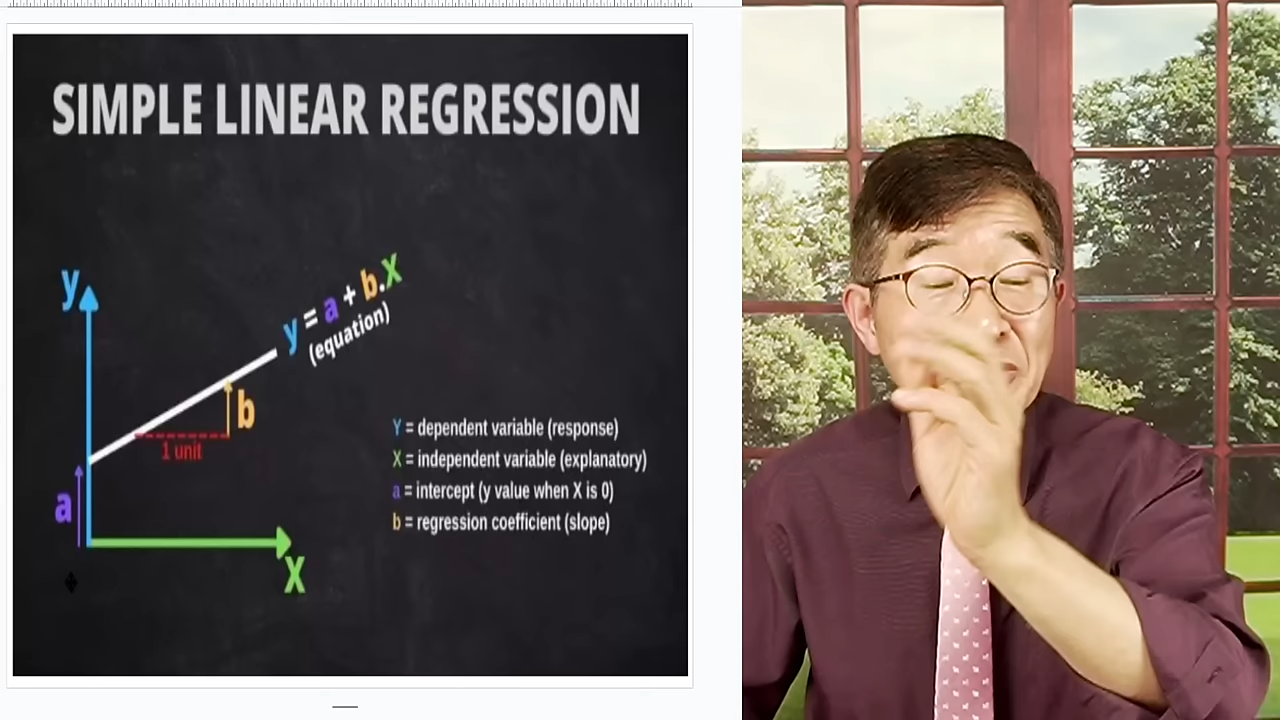 SIMPLE LINEAR REGRESSION
y
y = a + b.X
(equation)
b
1 unit
a
X
Y = dependent variable (response)
X = independent variable (explanatory)
a = intercept (y value when X is 0)
b = regression coefficient (slope)